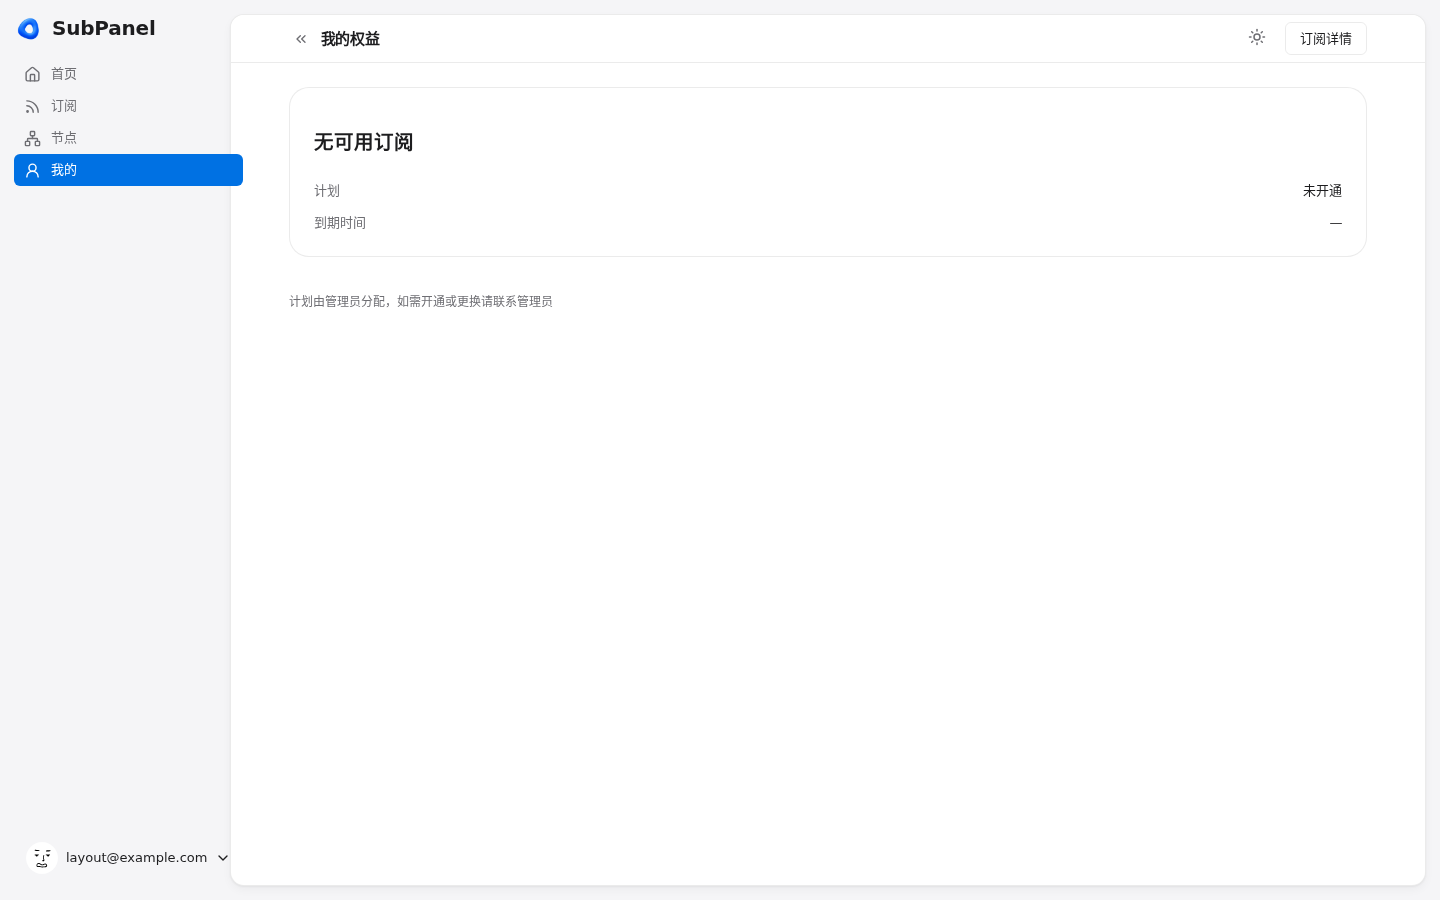 SubPanel
首页
订阅
节点
我的
layout@example.com
我的权益
订阅详情
无可用订阅
计划
未开通
到期时间
—
计划由管理员分配，如需开通或更换请联系管理员